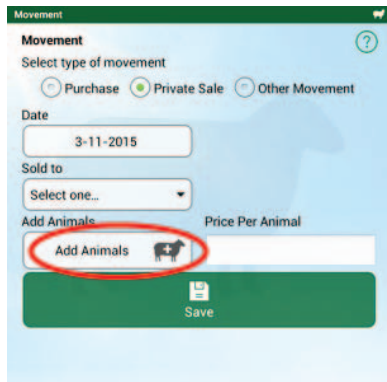 Movement
Movement
Select type of movement
Purchase Private Sale Other Movement
Date
3-11-2015
Sold to
Select one...
Add Animals Price Per Animal
Add Animals
Save